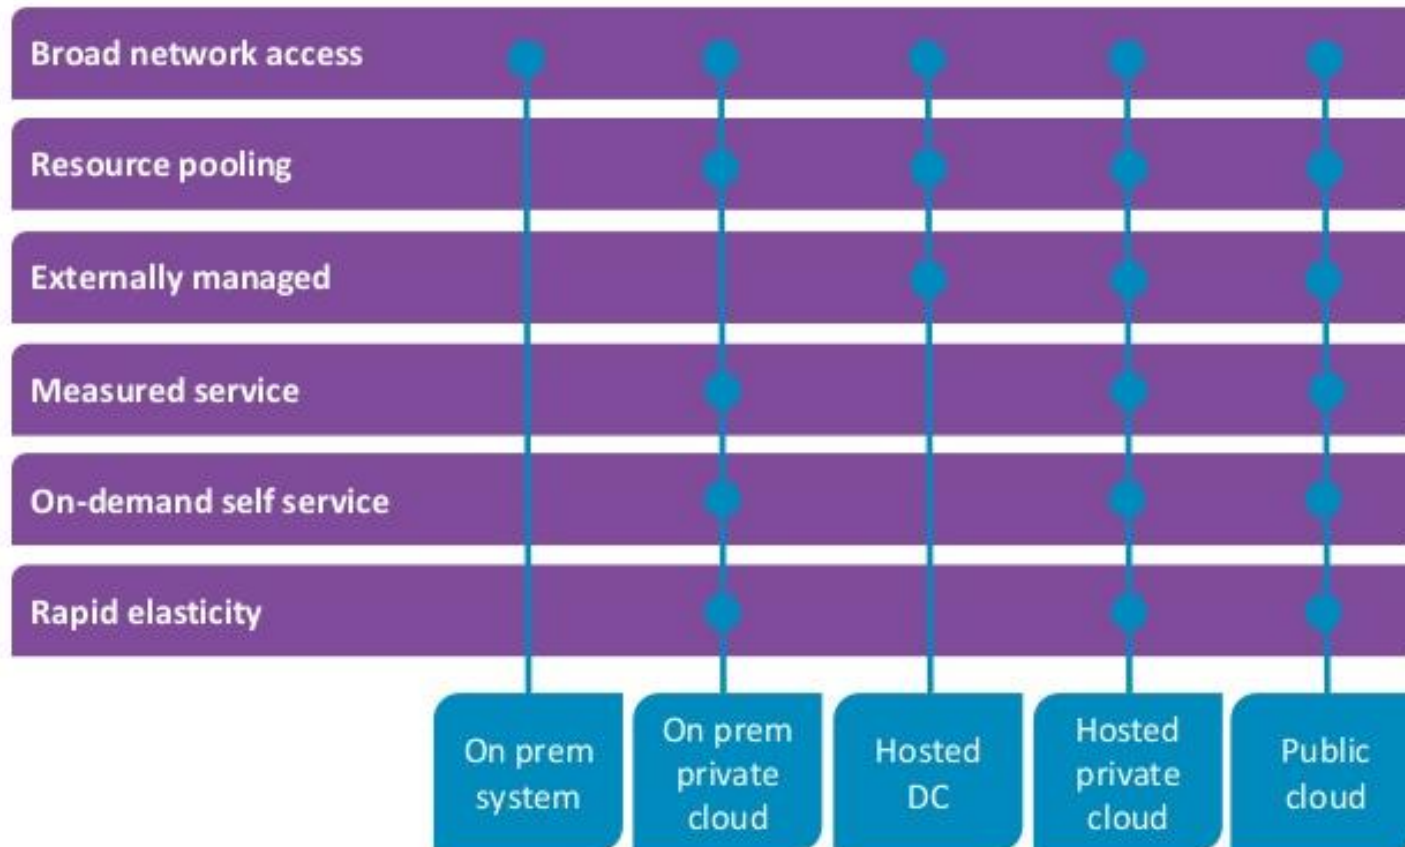 Broad network access
Resource pooling
Externally managed
Measured service
On-demand self service
Rapid elasticity
On prem
system
On prem
private
cloud
Hosted
DC
Hosted
private
cloud
Public
cloud